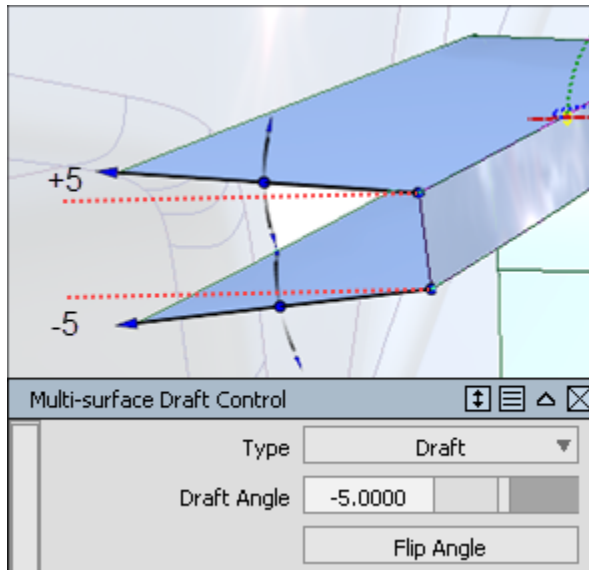 +5
-5
Multi-surface Draft Control
Type Draft
Draft Angle -5.0000
Flip Angle